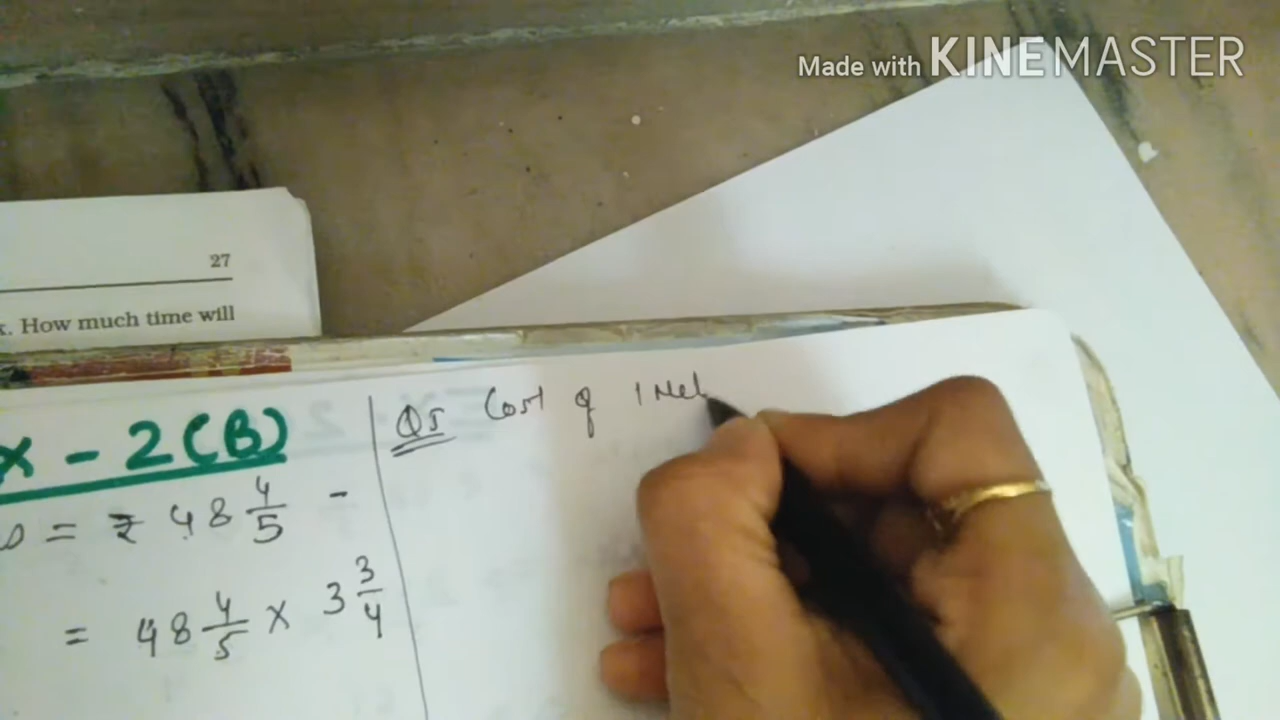 Made with KINEMASTER
27
x. How much time will
x - 2(B)
= ₹ 48 4/5 -
= 48 4/5 x 3 3/4
Q5 Cost of 1 Met